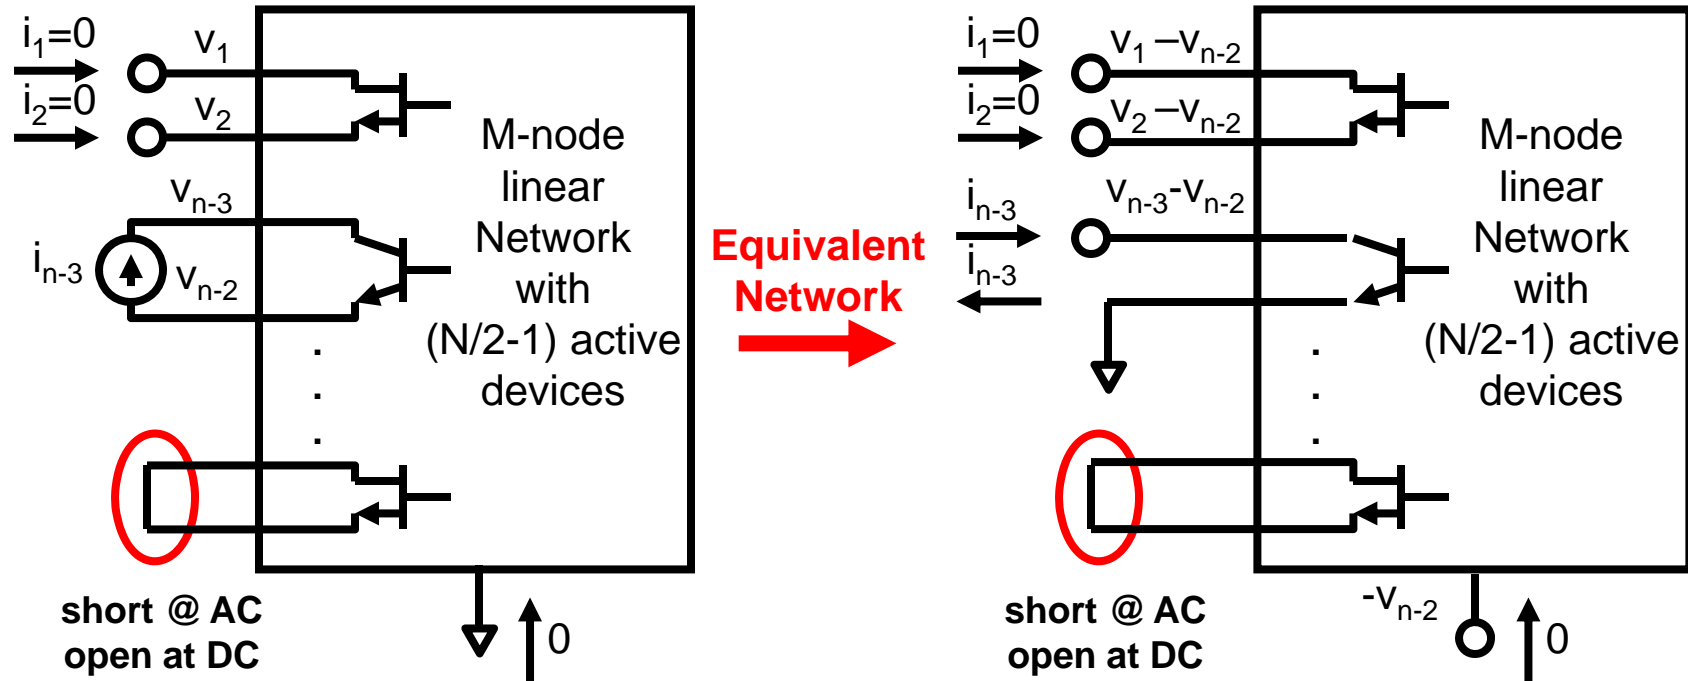 i1=0
v1
i2=0
v2
M-node
linear
Network
with
(N/2-1) active
devices
vn-3
in-3
vn-2
.
.
.
short @ AC
open at DC
0
Equivalent
Network
i1=0
v1 –vn-2
i2=0
v2 –vn-2
M-node
linear
Network
with
(N/2-1) active
devices
in-3
vn-3-vn-2
in-3
.
.
.
short @ AC
open at DC
-vn-2
0